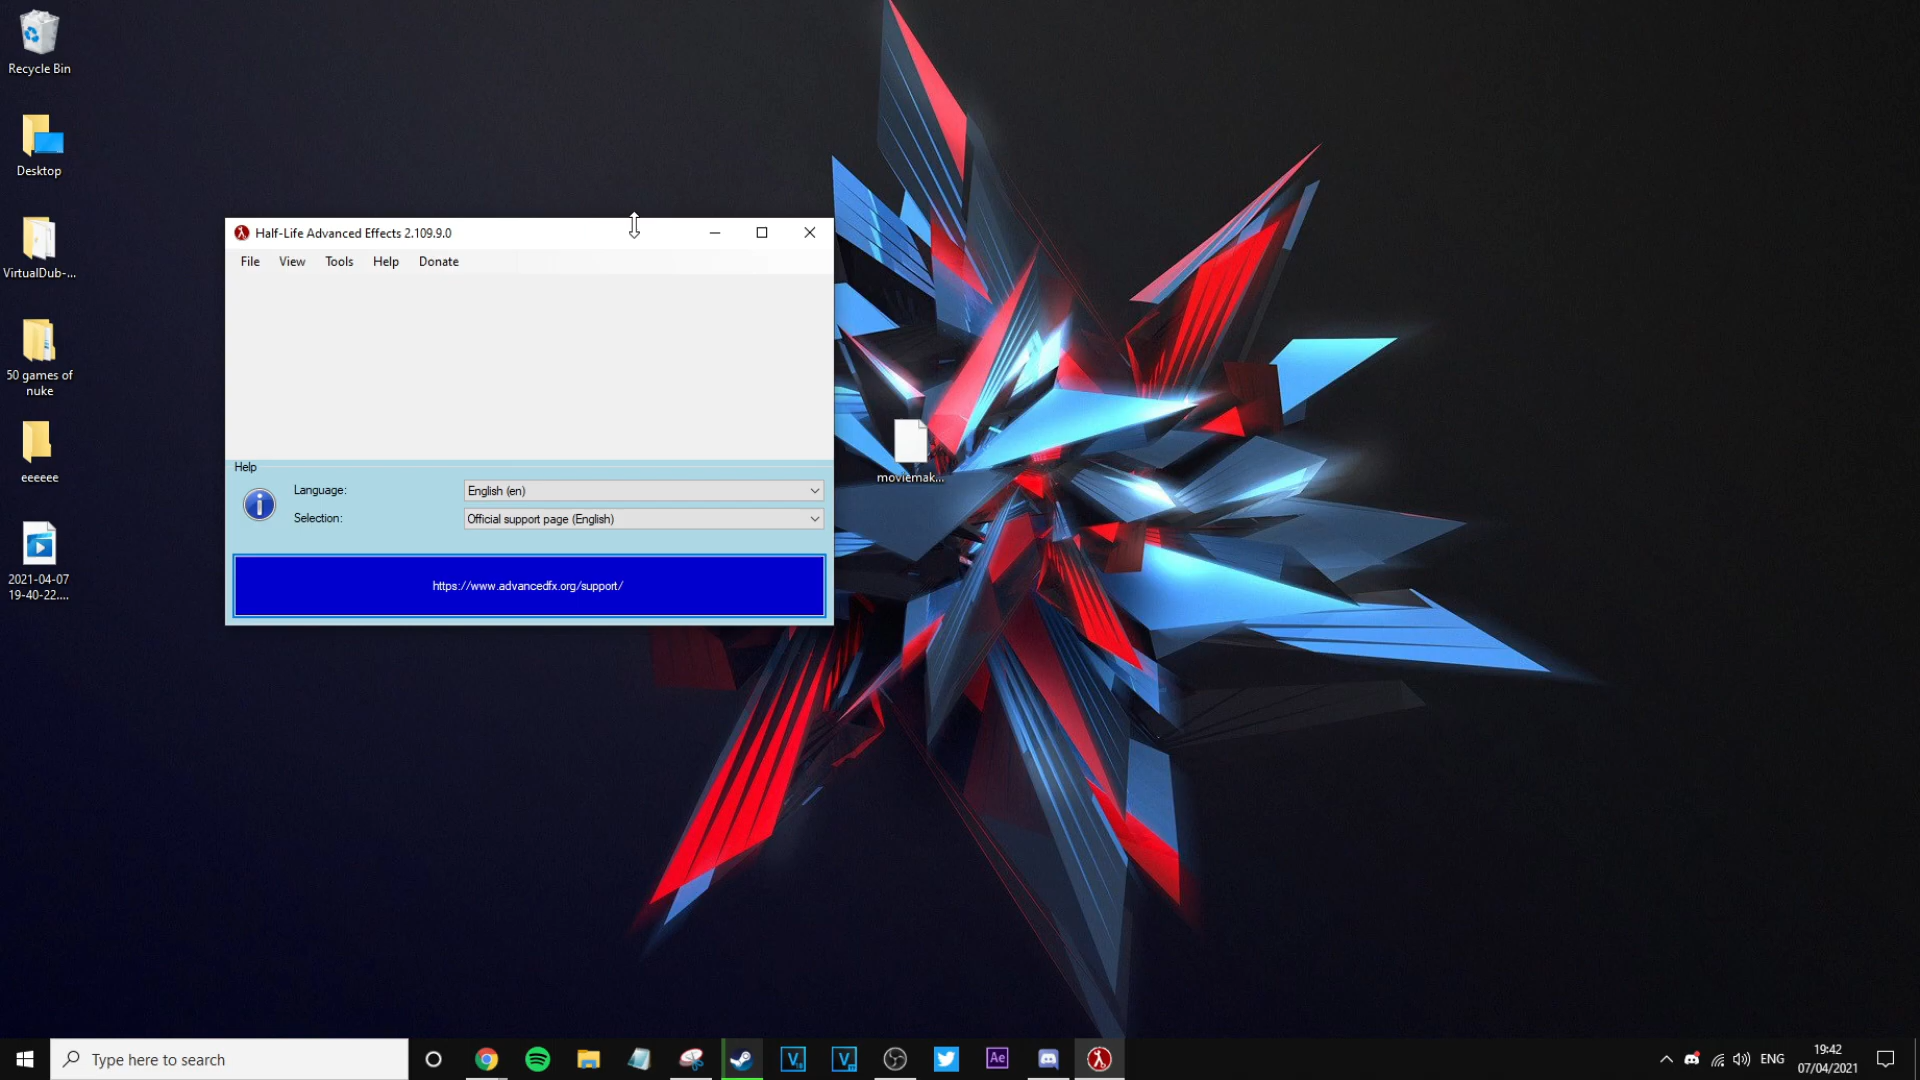 Recycle Bin
Desktop
VirtualDub-...
50 games of
nuke
eeeeee
2021-04-07
19-40-22....
Half-Life Advanced Effects 2.109.9.0
File View Tools Help Donate
Help
Language: English (en)
Selection: Official support page (English)
https://www.advancedfx.org/support/
moviemak...
Type here to search
Ae
ENG
19:42
07/04/2021